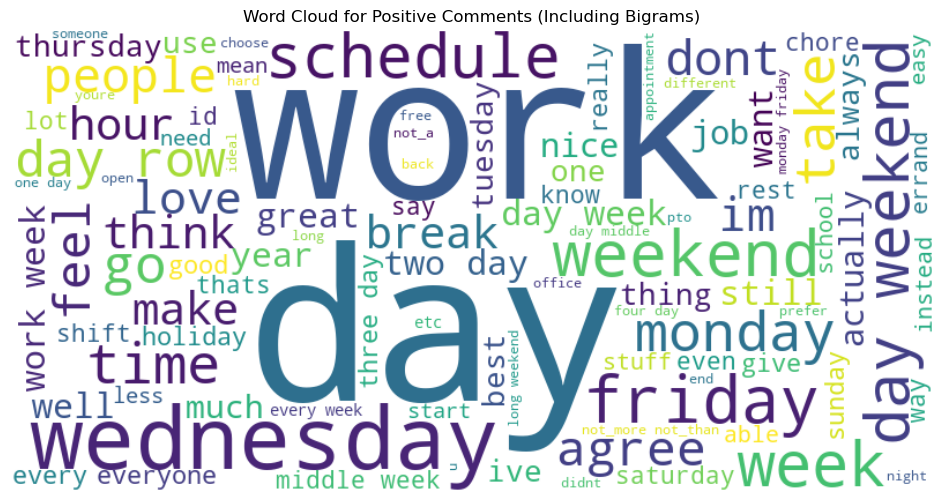 Word Cloud for Positive Comments (Including Bigrams)
someone
thursday
use
choose
schedule
work
people
mean
hard
youre
dont
chore
appointment
different
easy
hour
id
lot
need
ideal
day row
one day
open
love
free
not_a
back
tuesday
really
nice
one
know
job
want
monday friday
take
always
day weekend
errand
rest
say
great
think
feel
work week
go
good
year
long
thats
break
two day
day week
pto
day middle
im
weekend
school
actually
instead
day
office
make
shift
holiday
three day
etc
thing
four day
still
prefer
monday
time
less
well
much
every week
start
best
long weekend
stuff
even
give
end
friday
sunday
way
wednesday
every
everyone
middle week
u
ive
not_more not_than
able
agree
didnt
saturday
week
night